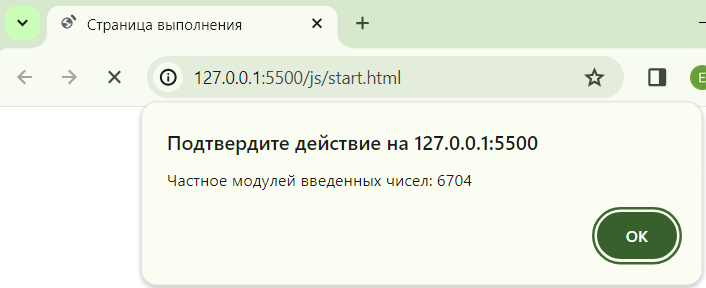 Страница выполнения
127.0.0.1:5500/js/start.html
E
Подтвердите действие на 127.0.0.1:5500
Частное модулей введенных чисел: 6704
ОК